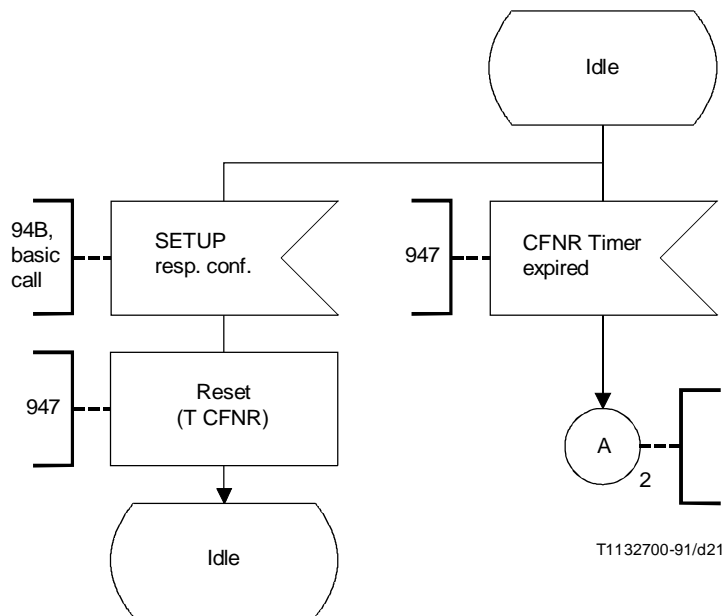 Idle
94B,
basic
call
SETUP
resp. conf.
947
CFNR Timer
expired
947
Reset
(T CFNR)
A
2
Idle
T1132700-91/d21